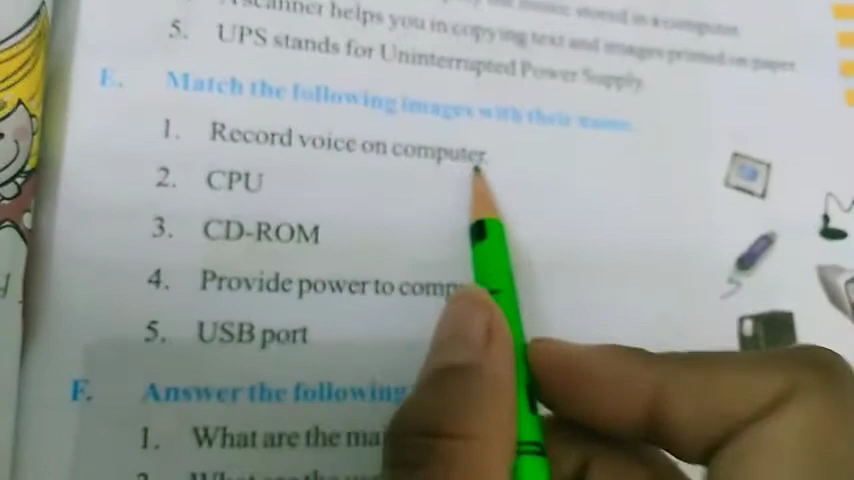 scanner helps you in copying text and images printed on paper.
5. UPS stands for Uninterrupted Power Supply.
E. Match the following images with their name.
1. Record voice on computer.
2. CPU
3. CD-ROM
4. Provide power to comp
5. USB port
F. Answer the following
1. What are the ma